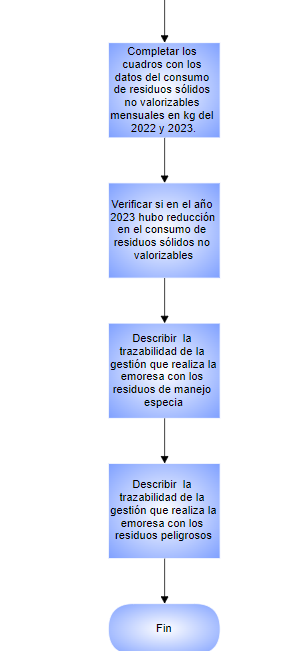 Completar los
cuadros con los
datos del consumo
de residuos sólidos
no valorizables
mensuales en kg del
2022 y 2023.
Verificar si en el año
2023 hubo reducción
en el consumo de
residuos sólidos no
valorizables
Describir la
trazabilidad de la
gestión que realiza la
emoresa con los
residuos de manejo
especia
Describir la
trazabilidad de la
gestión que realiza la
emoresa con los
residuos peligrosos
Fin